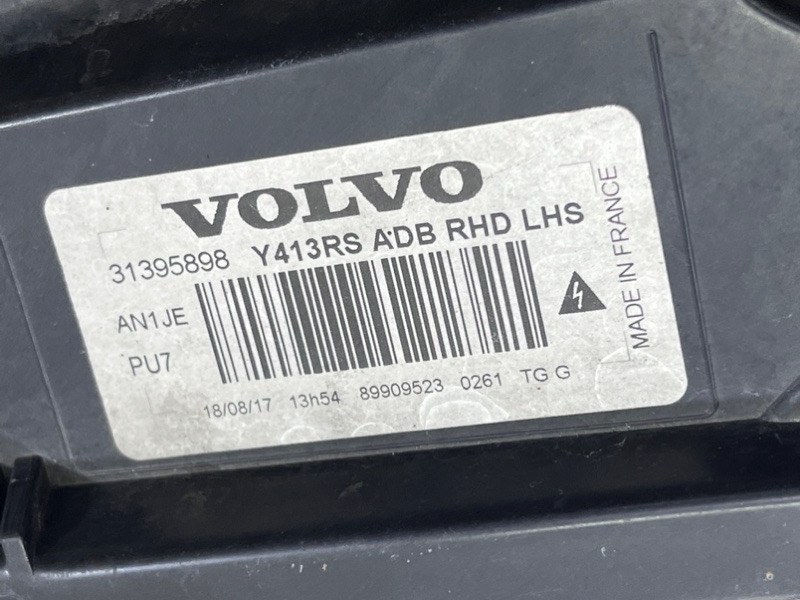 VOLVO
31395898 Y413RS ADB RHD LHS
AN1JE
PU7
18/08/17 13h54 89909523 0261 TG G
MADE IN FRANCE